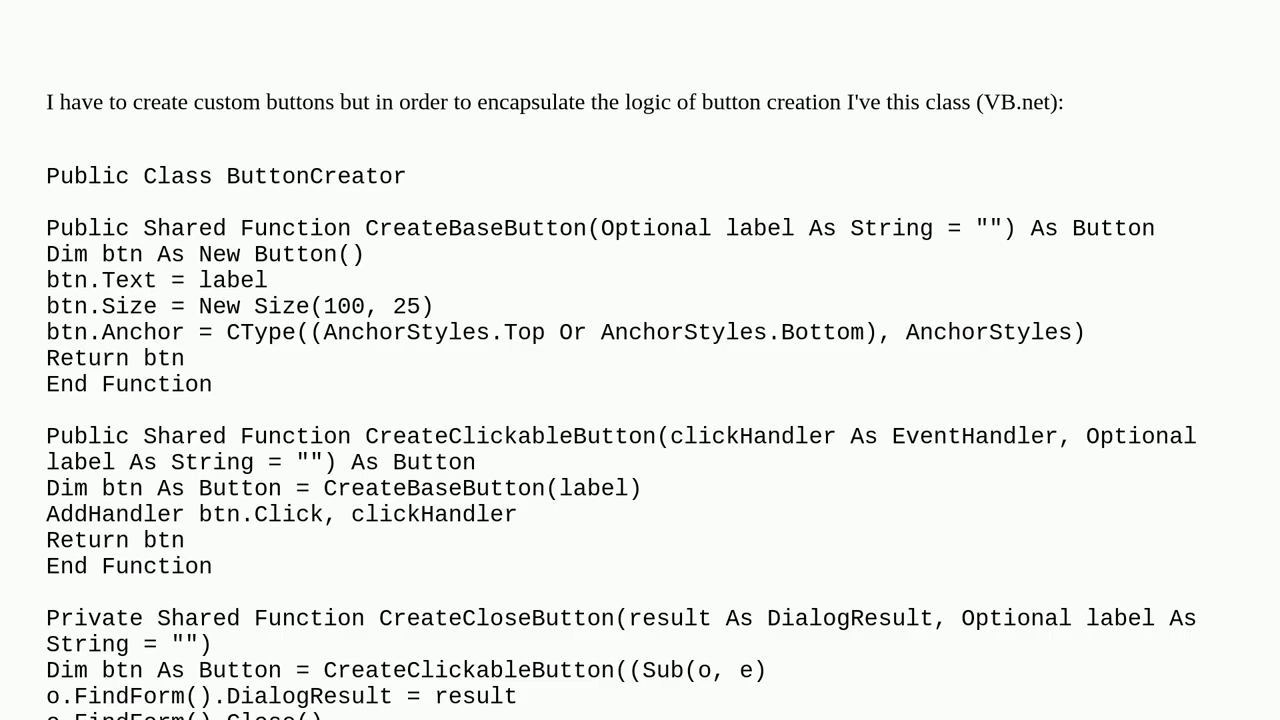 I have to create custom buttons but in order to encapsulate the logic of button creation I've this class (VB.net):
Public Class ButtonCreator
Public Shared Function CreateBaseButton(Optional label As String = "") As Button
Dim btn As New Button()
btn.Text = label
btn.Size = New Size(100, 25)
btn.Anchor = CType((AnchorStyles.Top Or AnchorStyles.Bottom), AnchorStyles)
Return btn
End Function
Public Shared Function CreateClickableButton(clickHandler As EventHandler, Optional
label As String = "") As Button
Dim btn As Button = CreateBaseButton(label)
AddHandler btn.Click, clickHandler
Return btn
End Function
Private Shared Function CreateCloseButton(result As DialogResult, Optional label As
String = "")
Dim btn As Button = CreateClickableButton((Sub(o, e)
o.FindForm().DialogResult = result
o.FindForm().Close()